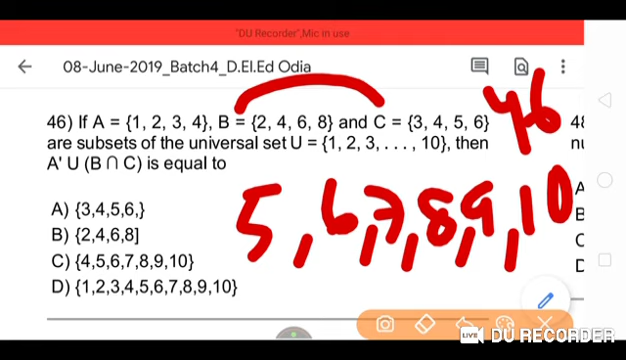 "DU Recorder",Mic in use
08-June-2019_Batch4_D.El.Ed Odia
46) If A = {1, 2, 3, 4}, B = {2, 4, 6, 8} and C = {3, 4, 5, 6}
are subsets of the universal set U = {1, 2, 3, . . . , 10}, then
A' U (B ∩ C) is equal to
A) {3,4,5,6,}
B) {2,4,6,8]
C) {4,5,6,7,8,9,10}
D) {1,2,3,4,5,6,7,8,9,10}
46
5,6,7,8,9,10
48
A
B
C
D
LIVE DU RECORDER